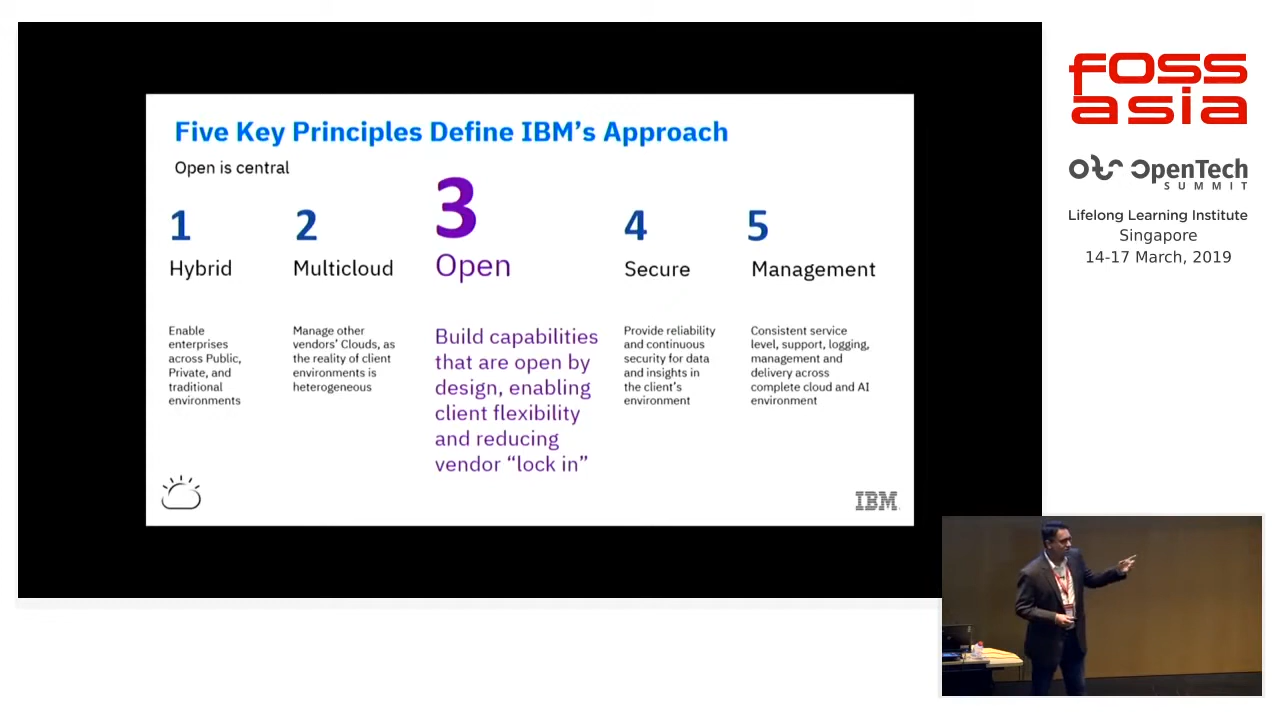 Five Key Principles Define IBM's Approach
Open is central
1
Hybrid
Enable
enterprises
across Public,
Private, and
traditional
environments
2
Multicloud
Manage other
vendors' Clouds, as
the reality of client
environments is
heterogeneous
3
Open
Build capabilities
that are open by
design, enabling
client flexibility
and reducing
vendor "lock in"
4
Secure
Provide reliability
and continuous
security for data
and insights in
the client's
environment
5
Management
Consistent service
level, support, logging,
management and
delivery across
complete cloud and AI
environment
IBM
FOSS
asia
OpenTech
SUMMIT
Lifelong Learning Institute
Singapore
14-17 March, 2019